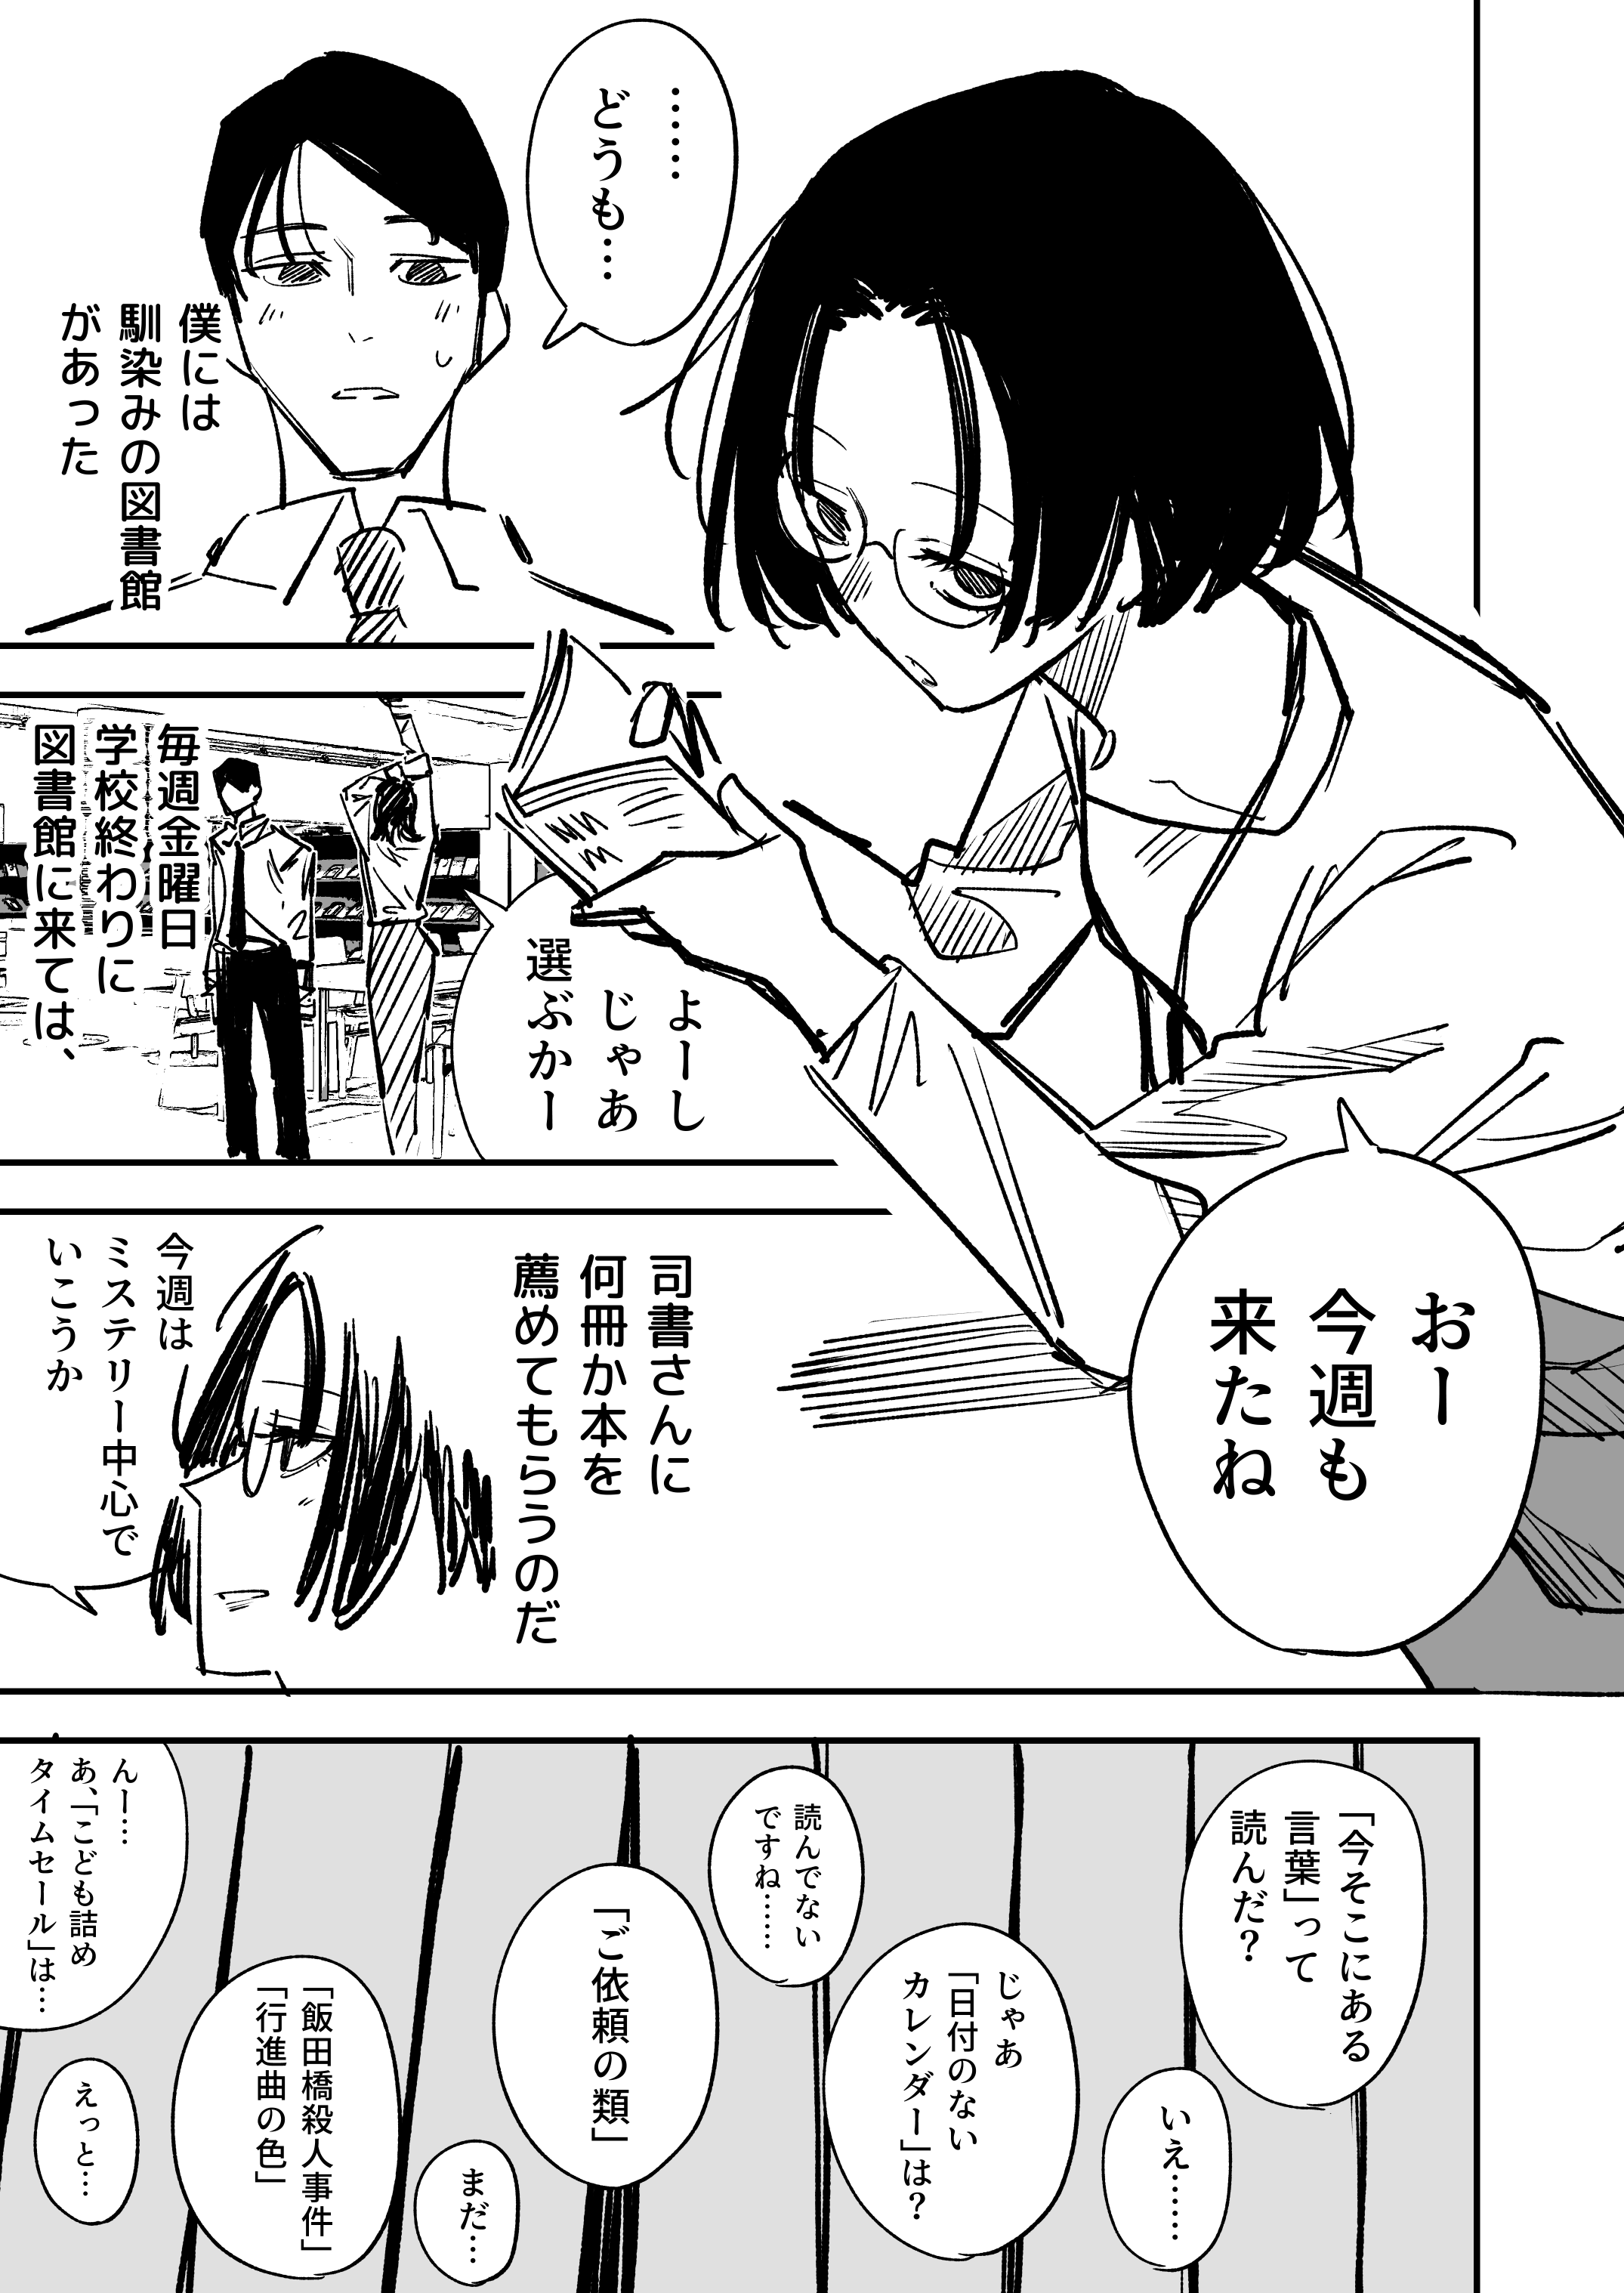 おー
今週も
来たね
……
どうも…
僕には
馴染みの図書館
があった
よーし
じゃあ
選ぶかー
毎週金曜日
学校終わりに
図書館に来ては、
司書さんに
何冊か本を
薦めてもらうのだ
今週は
ミステリー中心で
いこうか
「今そこにある
言葉」って
読んだ？
いえ……
じゃあ
「日付のない
カレンダー」は？
読んでない
ですね……
「ご依頼の類」
まだ…
「飯田橋殺人事件」
「行進曲の色」
えっと…
んー…
あ、「こども詰め
タイムセール」は…